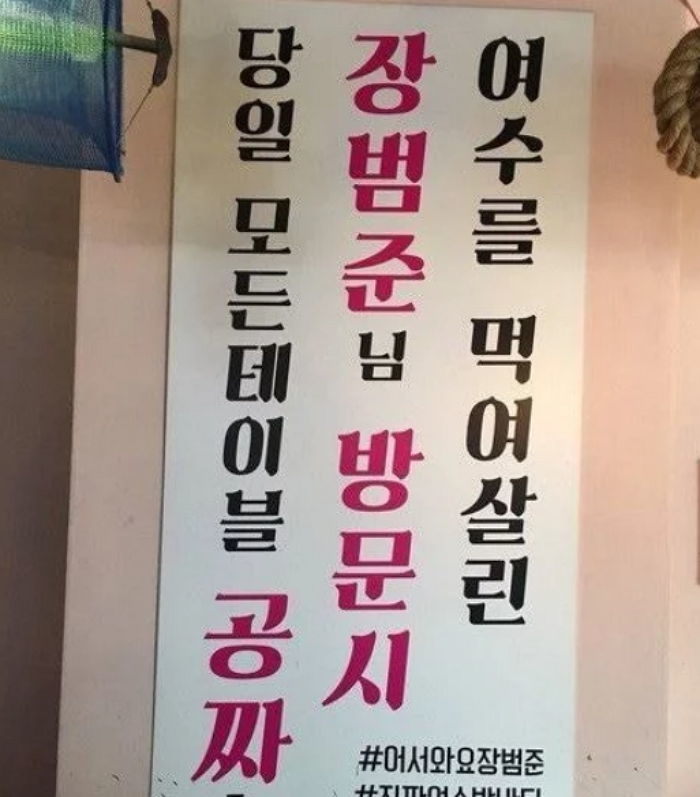 여수를 먹여살린
장범준님 방문시
당일 모든테이블 공짜
#어서와요장범준